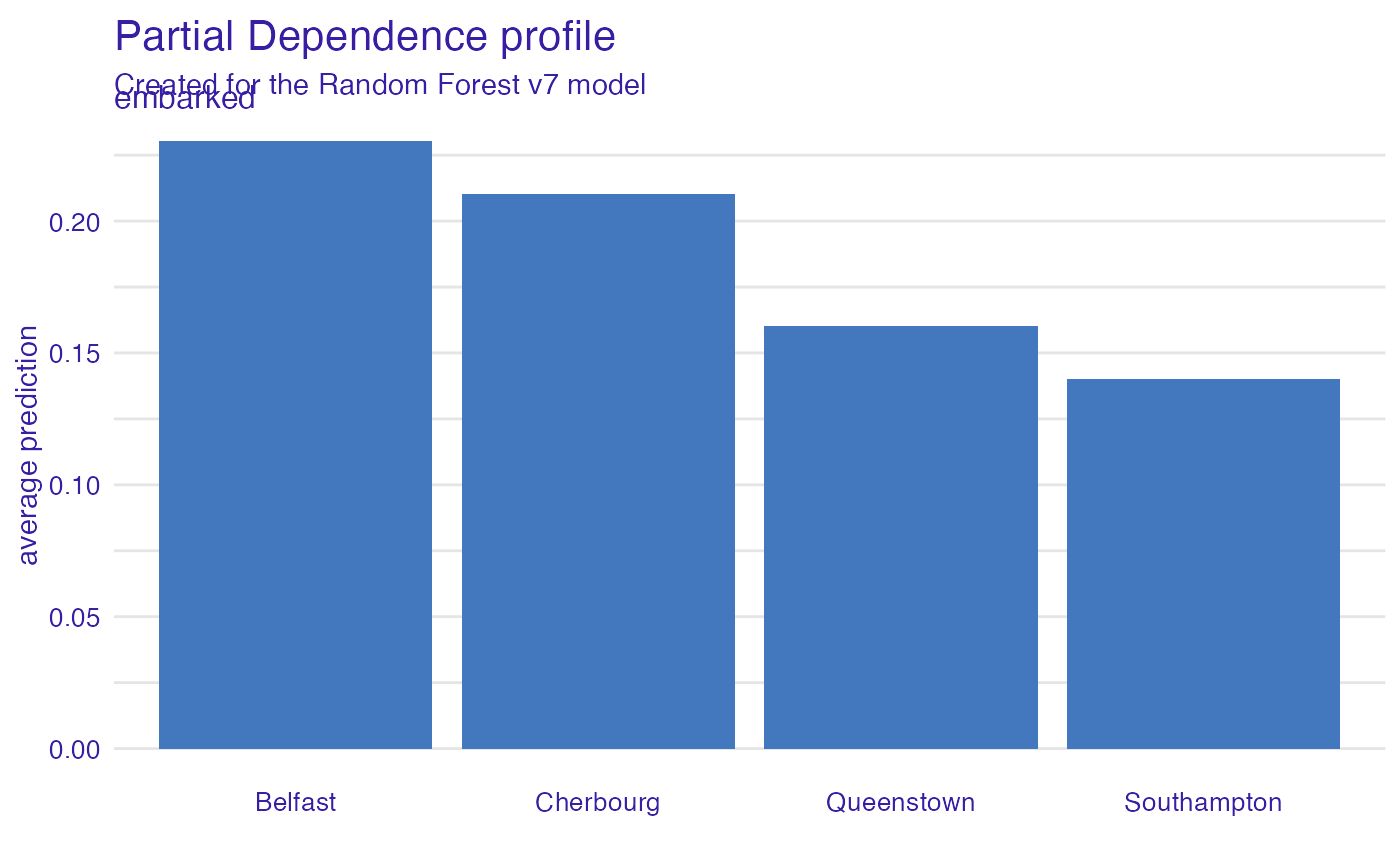 Partial Dependence profile
Created for the Random Forest v7 model
embarked
average prediction
0.20
0.15
0.10
0.05
0.00
Belfast
Cherbourg
Queenstown
Southampton